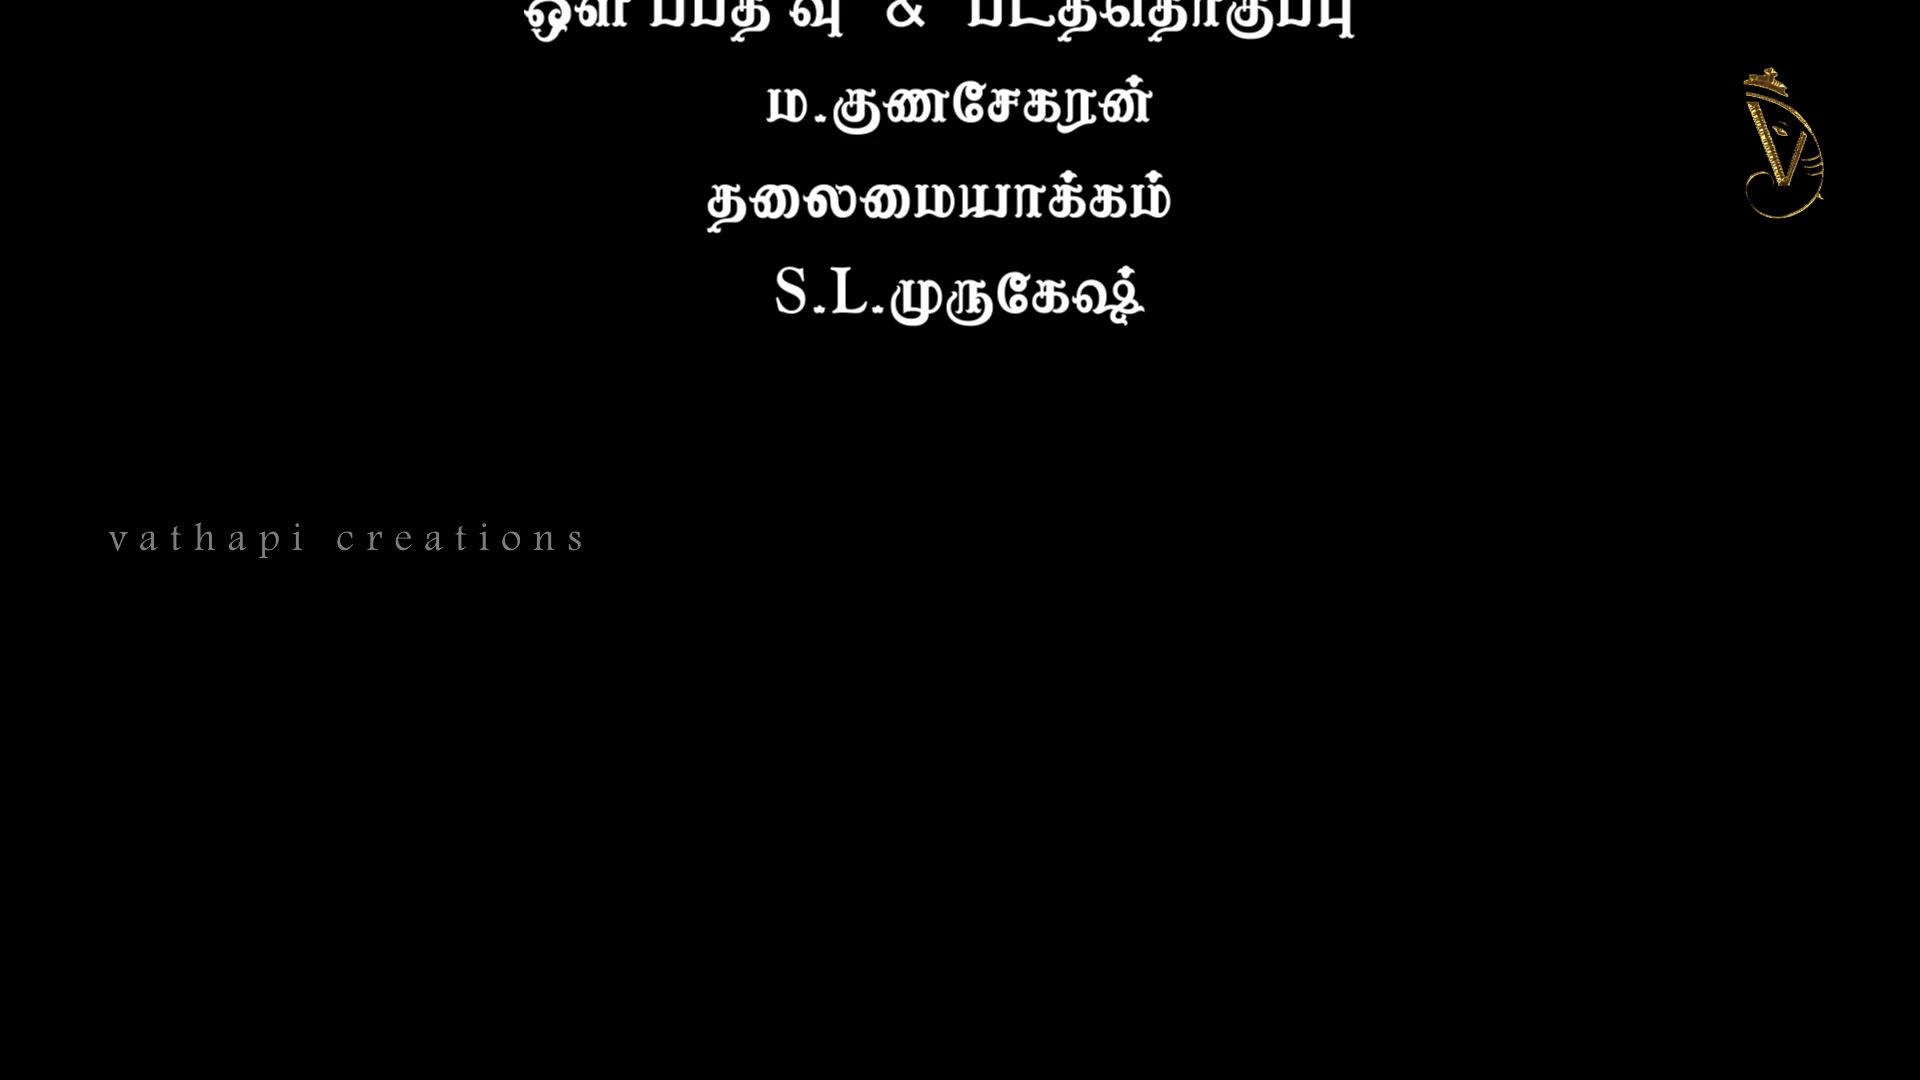 ஒளிப்பதிவு & படத்தொகுப்பு
ம.குணசேகரன்
தலைமையாக்கம்
S.L.முருகேஷ்
vathapi creations